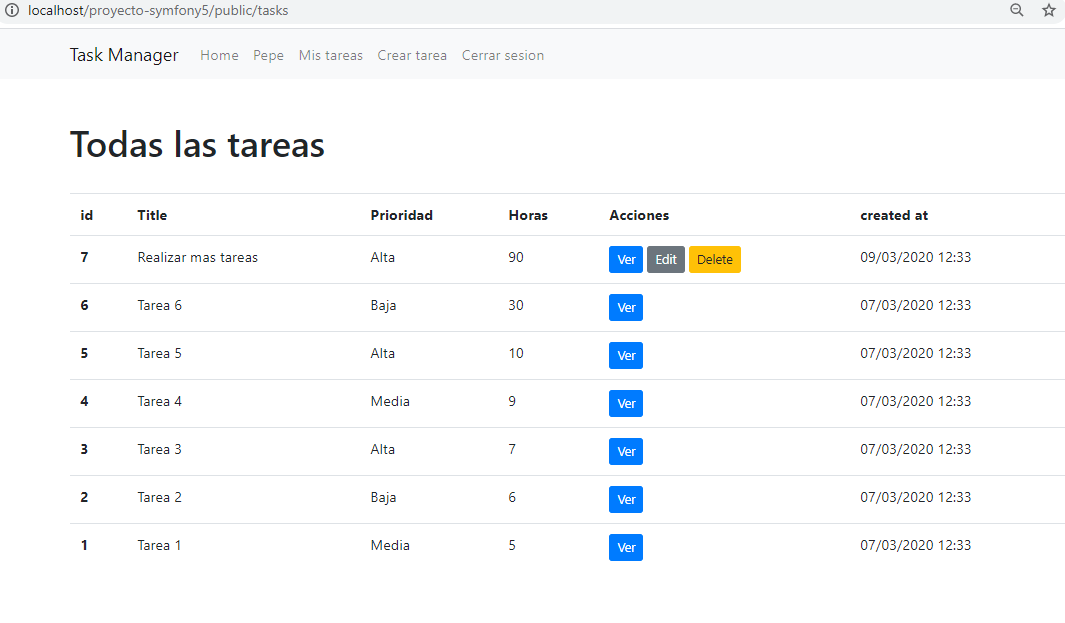 localhost/proyecto-symfony5/public/tasks
Task Manager Home Pepe Mis tareas Crear tarea Cerrar sesion
Todas las tareas
id Title Prioridad Horas Acciones created at
7 Realizar mas tareas Alta 90 Ver Edit Delete 09/03/2020 12:33
6 Tarea 6 Baja 30 Ver 07/03/2020 12:33
5 Tarea 5 Alta 10 Ver 07/03/2020 12:33
4 Tarea 4 Media 9 Ver 07/03/2020 12:33
3 Tarea 3 Alta 7 Ver 07/03/2020 12:33
2 Tarea 2 Baja 6 Ver 07/03/2020 12:33
1 Tarea 1 Media 5 Ver 07/03/2020 12:33